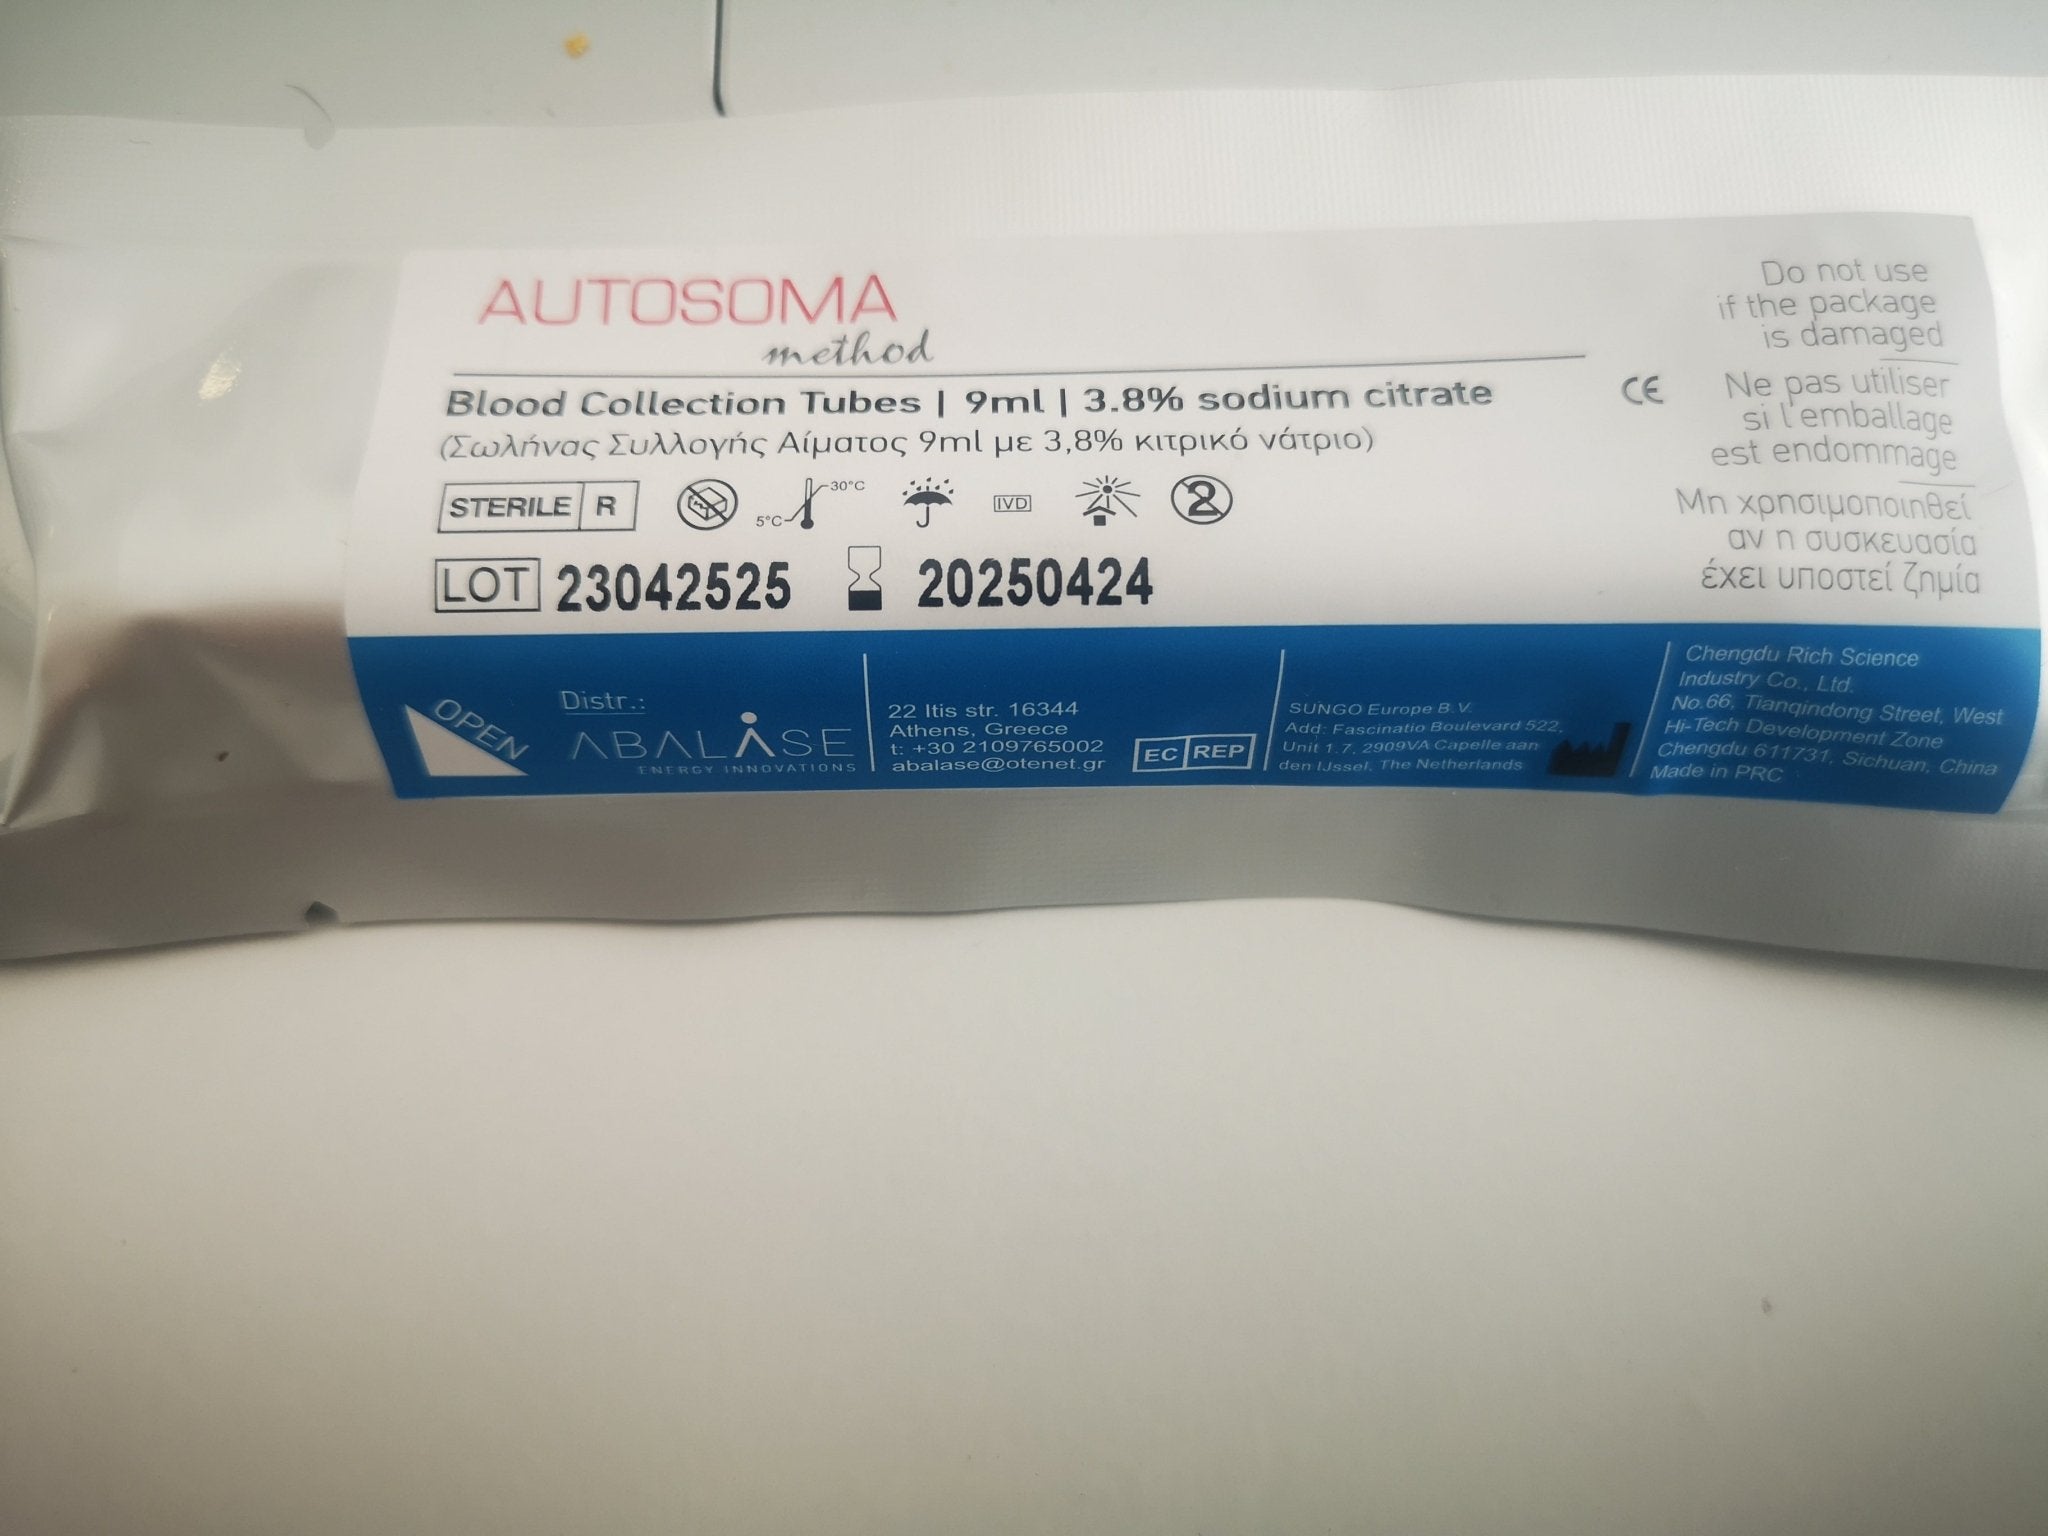 AUTOSOMA
method
Blood Collection Tubes | 9ml | 3.8% sodium citrate
(Σωλήνας Συλλογής Αίματος 9ml με 3,8% κιτρικό νάτριο)
STERILE R
5°C 30°C
IVD
2
LOT 23042525 20250424
CE
Do not use
if the package
is damaged
Ne pas utiliser
si l'emballage
est endommage
Μη χρησιμοποιηθεί
αν η συσκευασία
έχει υποστεί ζημία
OPEN
Distr.:
ABALASE
ENERGY INNOVATIONS
22 Itis str. 16344
Athens, Greece
t: +30 2109765002
abalase@otenet.gr
EC REP
SUNGO Europe B.V.
Add: Fascinatio Boulevard 522,
Unit 1.7, 2909VA Capelle aan
den IJssel, The Netherlands
Chengdu Rich Science
Industry Co., Ltd.
No.66, Tianqindong Street, West
Hi-Tech Development Zone
Chengdu 611731, Sichuan, China
Made in PRC